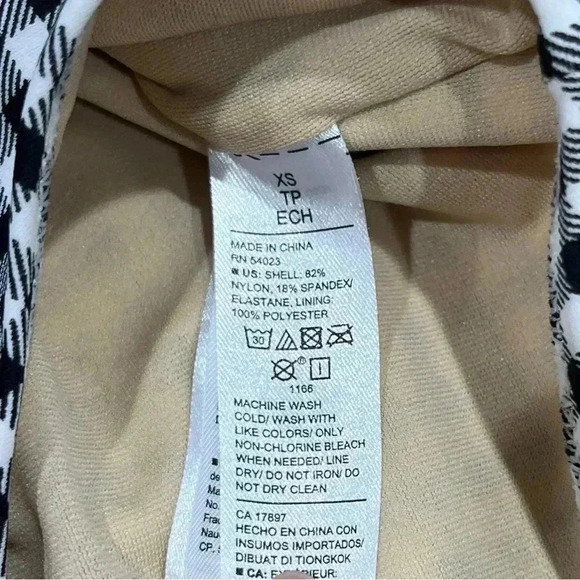 XS
TP
ECH
MADE IN CHINA
RN 54023
US: SHELL: 82%
NYLON, 18% SPANDEX/
ELASTANE, LINING:
100% POLYESTER
30
1166
MACHINE WASH
COLD/ WASH WITH
LIKE COLORS/ ONLY
NON-CHLORINE BLEACH
WHEN NEEDED/ LINE
DRY/ DO NOT IRON/ DO
NOT DRY CLEAN
CA 17897
HECHO EN CHINA CON
INSUMOS IMPORTADOS/
DIBUAT DI TIONGKOK
CA: